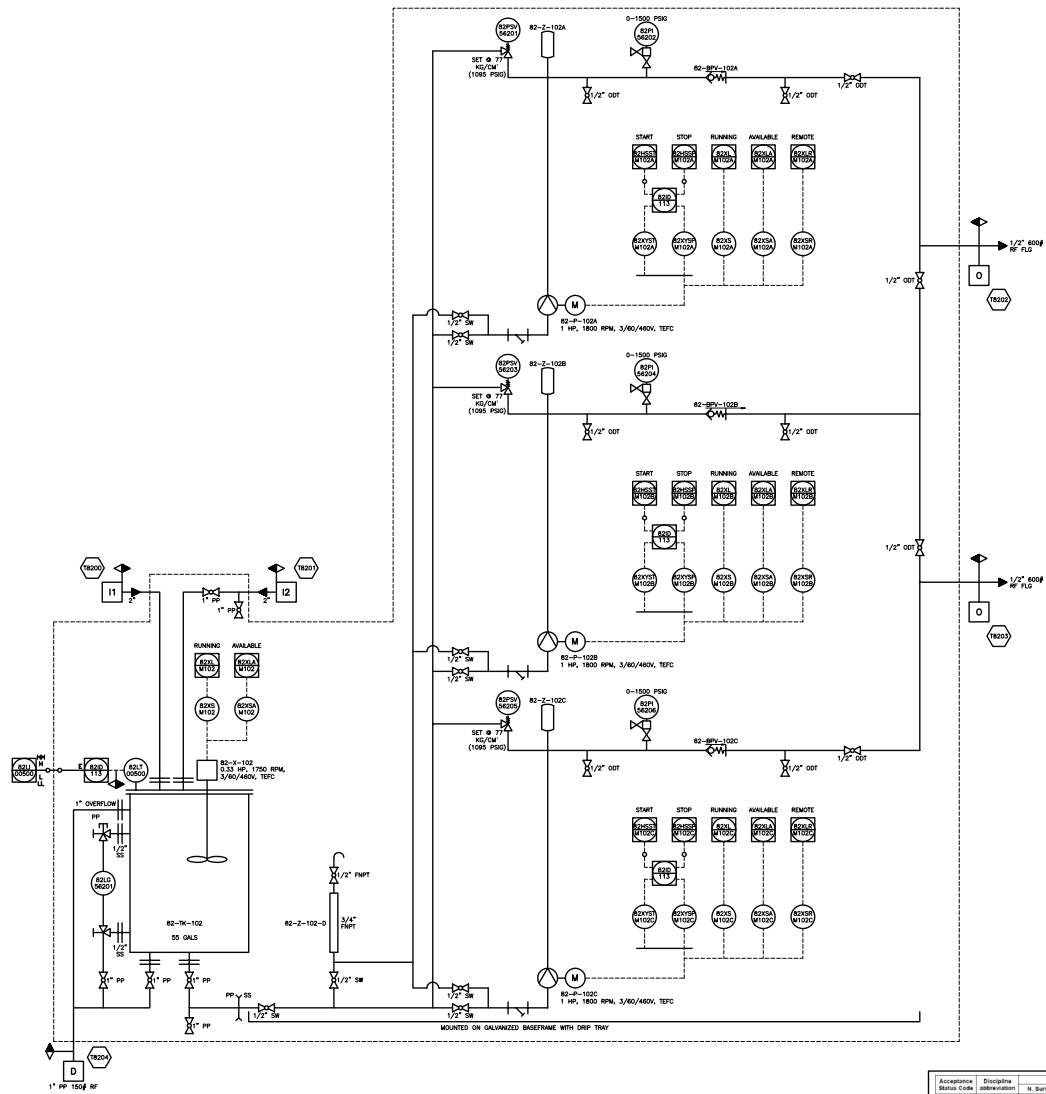 82PSV
56201
82-Z-102A
0-1500 PSIG
82PI
56202
SET @ 77
KG/CM²
(1095 PSIG)
82-BPV-102A
1/2" ODT
1/2" ODT
1/2" ODT
START STOP RUNNING AVAILABLE REMOTE
82HSST
M102A
82HSSP
M102A
82XL
M102A
82XLA
M102A
82XLR
M102A
82ID
113
82XYST
M102A
82XYSP
M102A
82XS
M102A
82XSA
M102A
82XSR
M102A
1/2" 600#
RF FLG
1/2" ODT
O
T8202
M
82-P-102A
1 HP, 1800 RPM, 3/60/460V, TEFC
1/2" SW
1/2" SW
82PSV
56203
82-Z-102B
0-1500 PSIG
82PI
56204
SET @ 77
KG/CM²
(1095 PSIG)
82-BPV-102B
1/2" ODT
1/2" ODT
START STOP RUNNING AVAILABLE REMOTE
82HSST
M102B
82HSSP
M102B
82XL
M102B
82XLA
M102B
82XLR
M102B
82ID
113
82XYST
M102B
82XYSP
M102B
82XS
M102B
82XSA
M102B
82XSR
M102B
1/2" ODT
1/2" 600#
RF FLG
O
T8203
T8200
I1
2"
1" PP
1" PP
2"
I2
T8201
M
82-P-102B
1 HP, 1800 RPM, 3/60/460V, TEFC
1/2" SW
1/2" SW
RUNNING AVAILABLE
82XL
M102
82XLA
M102
82XS
M102
82XSA
M102
82PSV
56205
82-Z-102C
0-1500 PSIG
82PI
56206
SET @ 77
KG/CM²
(1095 PSIG)
82-BPV-102C
1/2" ODT
1/2" ODT
1/2" ODT
82LI
00500
HH
H
L
LL
E
82ID
113
82LT
00500
82-X-102
0.33 HP, 1750 RPM,
3/60/460V, TEFC
1" OVERFLOW
PP
1/2"
SS
82LG
56201
1/2"
SS
82-TK-102
55 GALS
1/2" FNPT
82-Z-102-D
3/4"
FNPT
START STOP RUNNING AVAILABLE REMOTE
82HSST
M102C
82HSSP
M102C
82XL
M102C
82XLA
M102C
82XLR
M102C
82ID
113
82XYST
M102C
82XYSP
M102C
82XS
M102C
82XSA
M102C
82XSR
M102C
1" PP
1" PP
1" PP
1/2" SW
M
82-P-102C
1 HP, 1800 RPM, 3/60/460V, TEFC
PP
SS
1/2" SW
1/2" SW
1/2" SW
1" PP
MOUNTED ON GALVANIZED BASEFRAME WITH DRIP TRAY
T8204
D
1" PP 150# RF
Acceptance
Status Code
Discipline
abbreviation